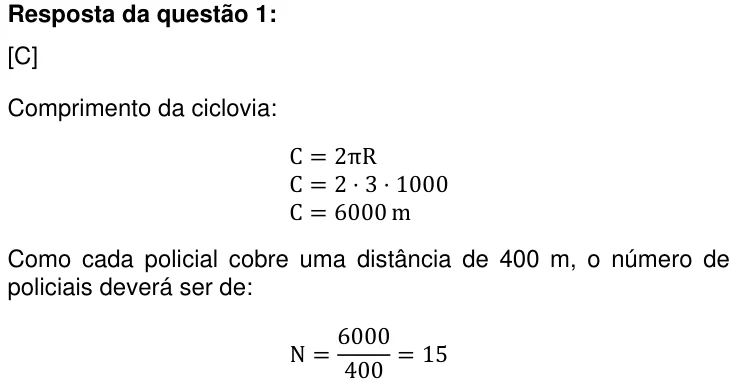 Resposta da questão 1:
[C]
Comprimento da ciclovia:
C = 2πR
C = 2 · 3 · 1000
C = 6000 m
Como cada policial cobre uma distância de 400 m, o número de
policiais deverá ser de:
N = 6000/400 = 15